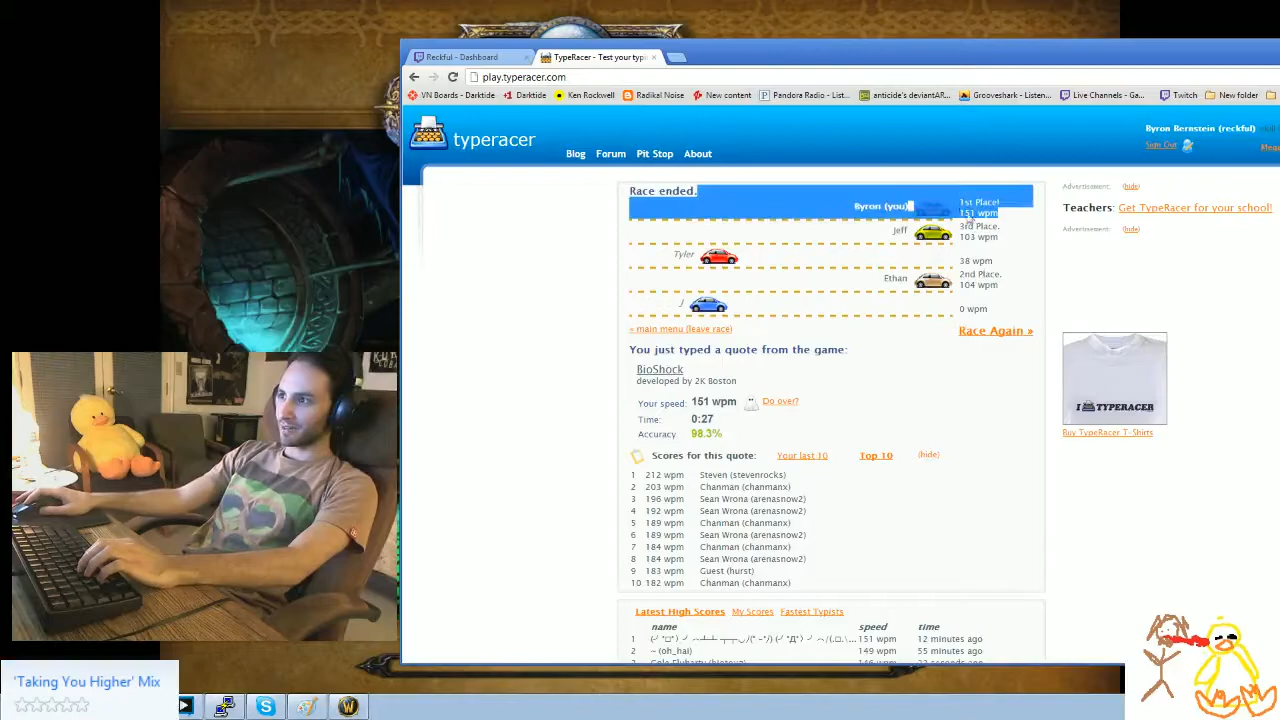 Reckful - Dashboard
TypeRacer - Test your typ
play.typeracer.com
VN Boards - Darktide
+1 Darktide
Ken Rockwell
Radikal Noise
New content
Pandora Radio - List...
anticide's deviantAR...
Grooveshark - Listen...
Live Channels - Ga...
Twitch
New folder
typeracer
Blog
Forum
Pit Stop
About
Byron Bernstein (reckful)
Sign Out
Race ended.
Byron (you)
1st Place!
151 wpm
Jeff
3rd Place.
103 wpm
Tyler
38 wpm
Ethan
2nd Place.
104 wpm
J
0 wpm
« main menu (leave race)
Race Again »
You just typed a quote from the game:
BioShock
developed by 2K Boston
Your speed: 151 wpm
Do over?
Time: 0:27
Accuracy 98.3%
Scores for this quote:
Your last 10
Top 10
(hide)
1 212 wpm Steven (stevenrocks)
2 203 wpm Chanman (chanmanx)
3 196 wpm Sean Wrona (arenasnow2)
4 192 wpm Sean Wrona (arenasnow2)
5 189 wpm Chanman (chanmanx)
6 189 wpm Sean Wrona (arenasnow2)
7 184 wpm Chanman (chanmanx)
8 184 wpm Sean Wrona (arenasnow2)
9 183 wpm Guest (hurst)
10 182 wpm Chanman (chanmanx)
Latest High Scores
My Scores
Fastest Typists
name speed time
1 151 wpm 12 minutes ago
2 ~ (oh_hai) 149 wpm 55 minutes ago
Advertisement: (hide)
Teachers: Get TypeRacer for your school!
Advertisement: (hide)
I TYPERACER
Buy TypeRacer T-Shirts
'Taking You Higher' Mix